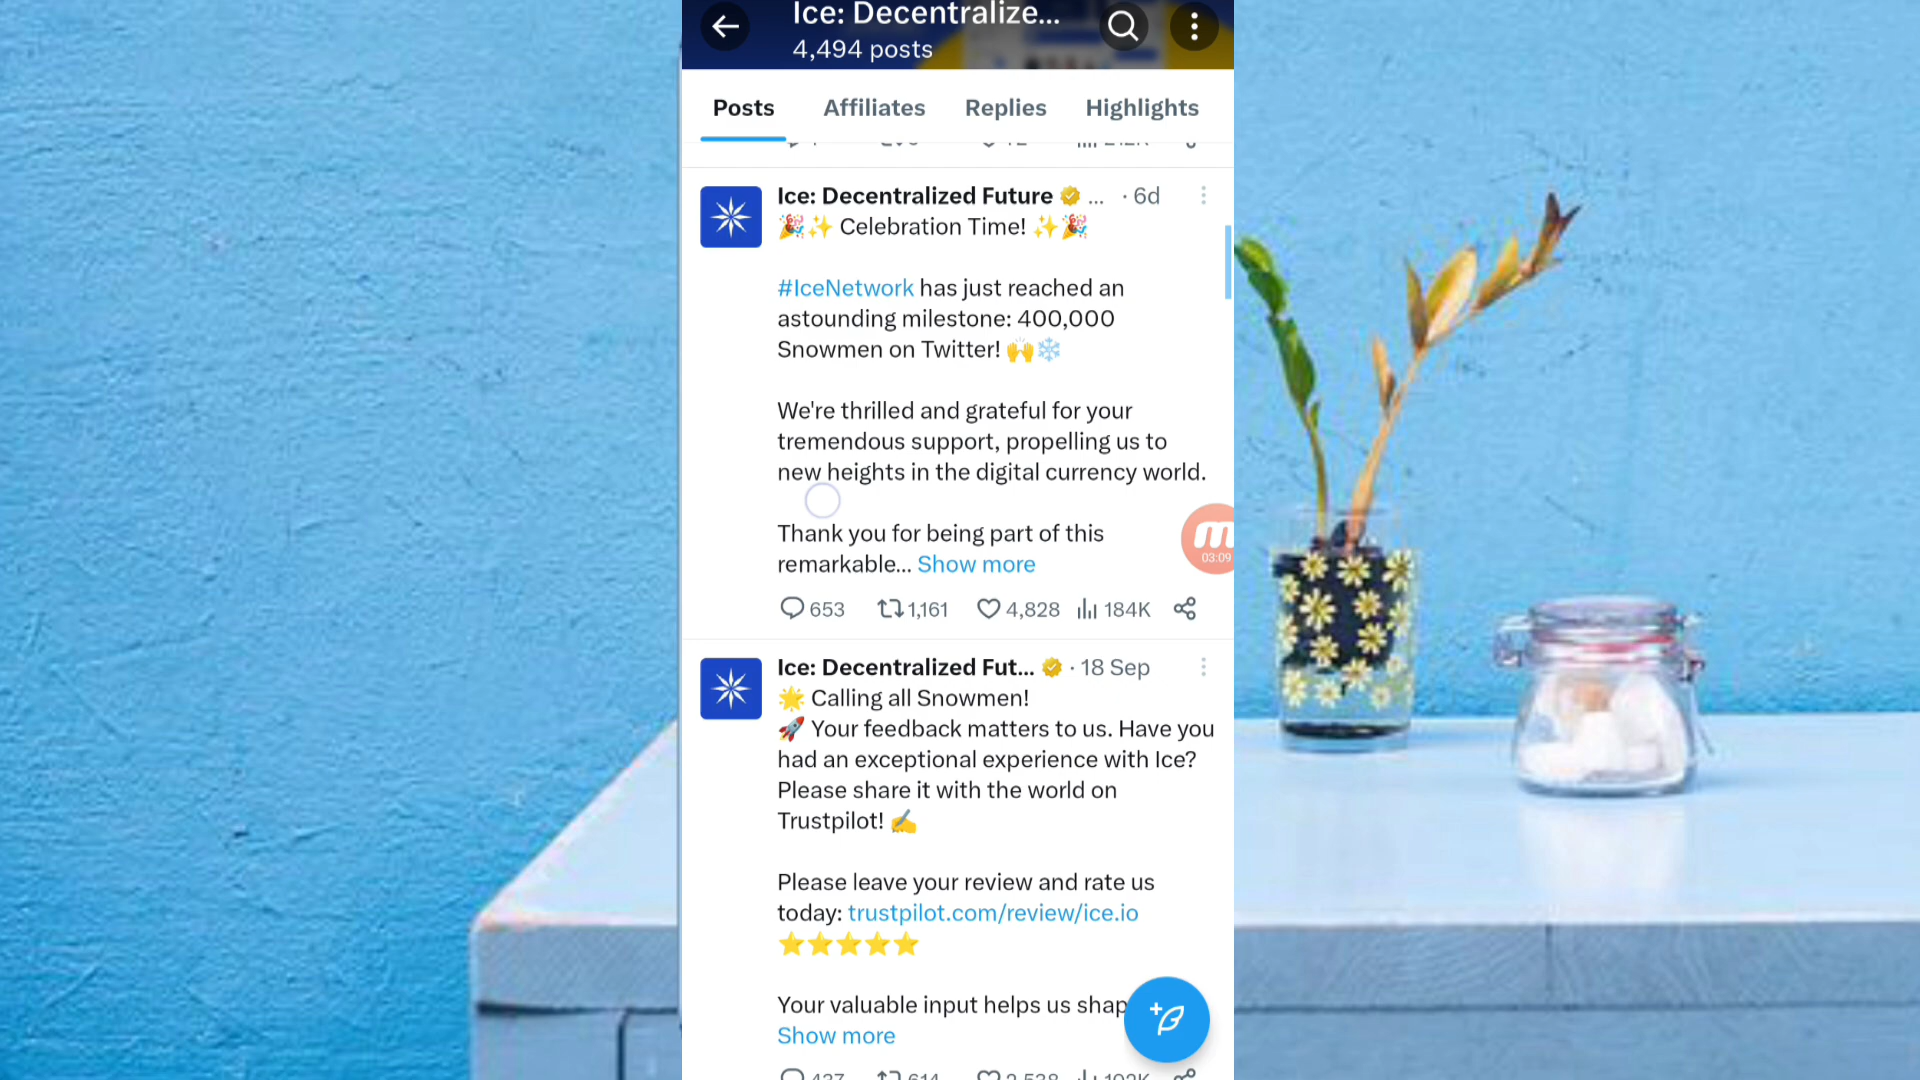 Ice: Decentralize...
4,494 posts
Posts Affiliates Replies Highlights
Ice: Decentralized Future ... · 6d
🎉✨ Celebration Time! ✨🎉
#IceNetwork has just reached an
astounding milestone: 400,000
Snowmen on Twitter! 🙌❄️
We're thrilled and grateful for your
tremendous support, propelling us to
new heights in the digital currency world.
Thank you for being part of this
remarkable... Show more
03:09
653 1,161 4,828 184K
Ice: Decentralized Fut... · 18 Sep
🌟 Calling all Snowmen!
🚀 Your feedback matters to us. Have you
had an exceptional experience with Ice?
Please share it with the world on
Trustpilot! ✍️
Please leave your review and rate us
today: trustpilot.com/review/ice.io
⭐⭐⭐⭐⭐
Your valuable input helps us shap
Show more